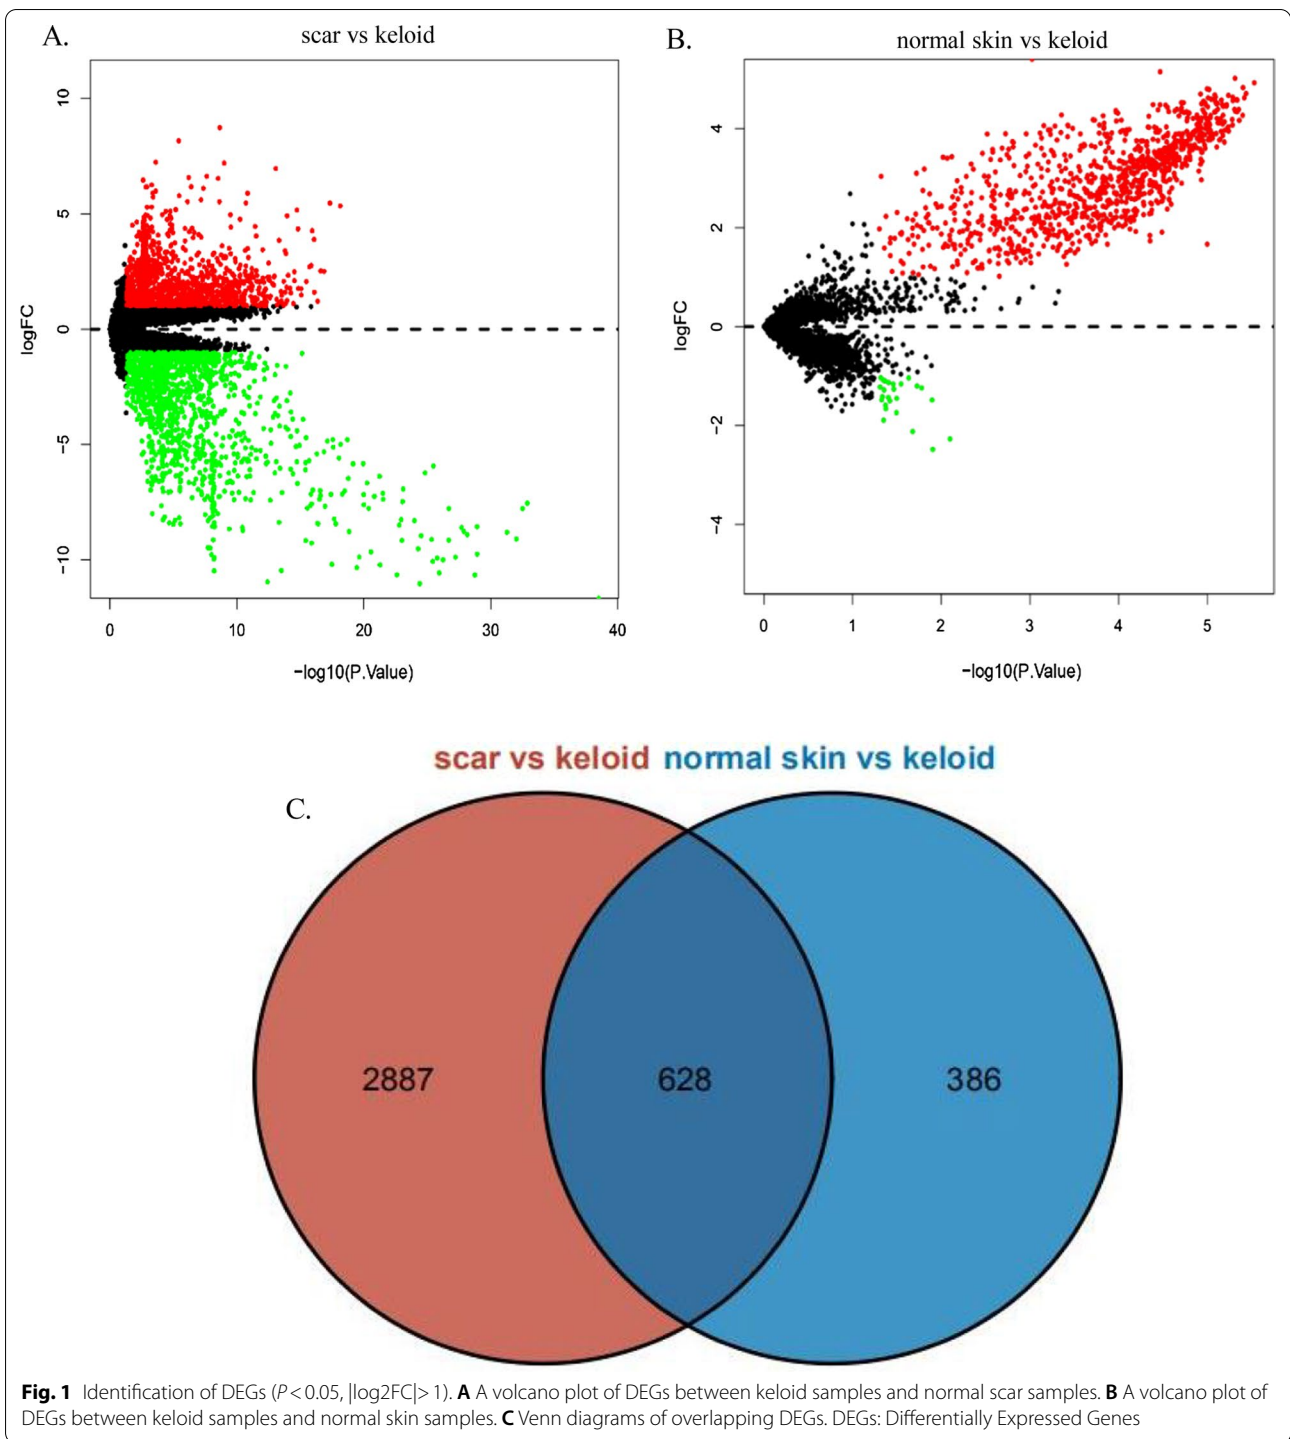 A.
scar vs keloid
10
5
0
−5
−10
logFC
0 10 20 30 40
−log10(P.Value)
B.
normal skin vs keloid
4
2
0
−2
−4
logFC
0 1 2 3 4 5
−log10(P.Value)
scar vs keloid normal skin vs keloid
C.
2887 628 386
Fig. 1 Identification of DEGs (P < 0.05, |log2FC| > 1). A A volcano plot of DEGs between keloid samples and normal scar samples. B A volcano plot of
DEGs between keloid samples and normal skin samples. C Venn diagrams of overlapping DEGs. DEGs: Differentially Expressed Genes